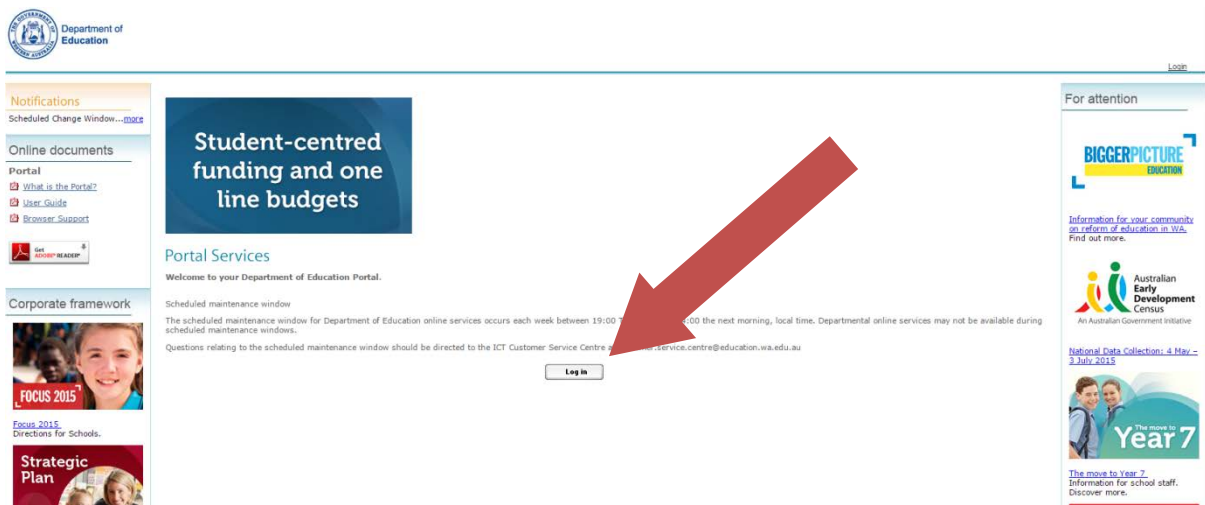 Department of
Education
Login
Notifications
Scheduled Change Window...more
Online documents
Portal
What is the Portal?
User Guide
Browser Support
Get
ADOBE® READER®
Corporate framework
FOCUS 2015
Focus 2015
Directions for Schools.
Strategic
Plan
Student-centred
funding and one
line budgets
Portal Services
Welcome to your Department of Education Portal.
Scheduled maintenance window
The scheduled maintenance window for Department of Education online services occurs each week between 19:00 :00 the next morning, local time. Departmental online services may not be available during
scheduled maintenance windows.
Questions relating to the scheduled maintenance window should be directed to the ICT Customer Service Centre .service.centre@education.wa.edu.au
Log in
For attention
BIGGERPICTURE
EDUCATION
Information for your community
on reform of education in WA.
Find out more.
Australian
Early
Development
Census
An Australian Government Initiative
National Data Collection: 4 May –
3 July 2015
The move to
Year 7
The move to Year 7
Information for school staff.
Discover more.